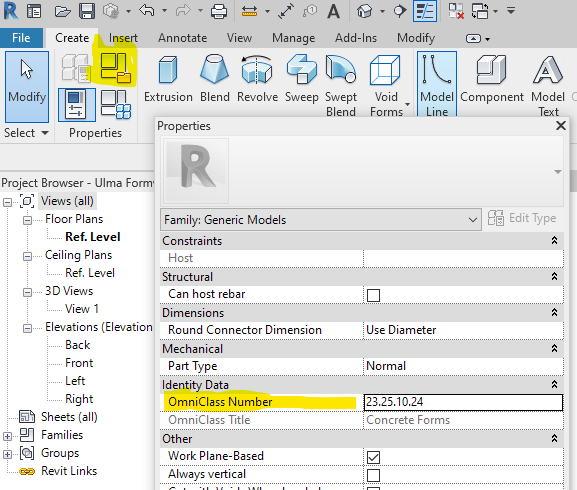 File Create Insert Annotate View Manage Add-Ins Modify
Modify Extrusion Blend Revolve Sweep Swept Blend Void Forms Model Line Component Model Text
Select Properties
Properties
Family: Generic Models Edit Type
Constraints
Host
Structural
Can host rebar
Dimensions
Round Connector Dimension Use Diameter
Mechanical
Part Type Normal
Identity Data
OmniClass Number 23.25.10.24
OmniClass Title Concrete Forms
Other
Work Plane-Based
Always vertical
Project Browser - Ulma Form
Views (all)
Floor Plans
Ref. Level
Ceiling Plans
Ref. Level
3D Views
View 1
Elevations (Elevation
Back
Front
Left
Right
Sheets (all)
Families
Groups
Revit Links